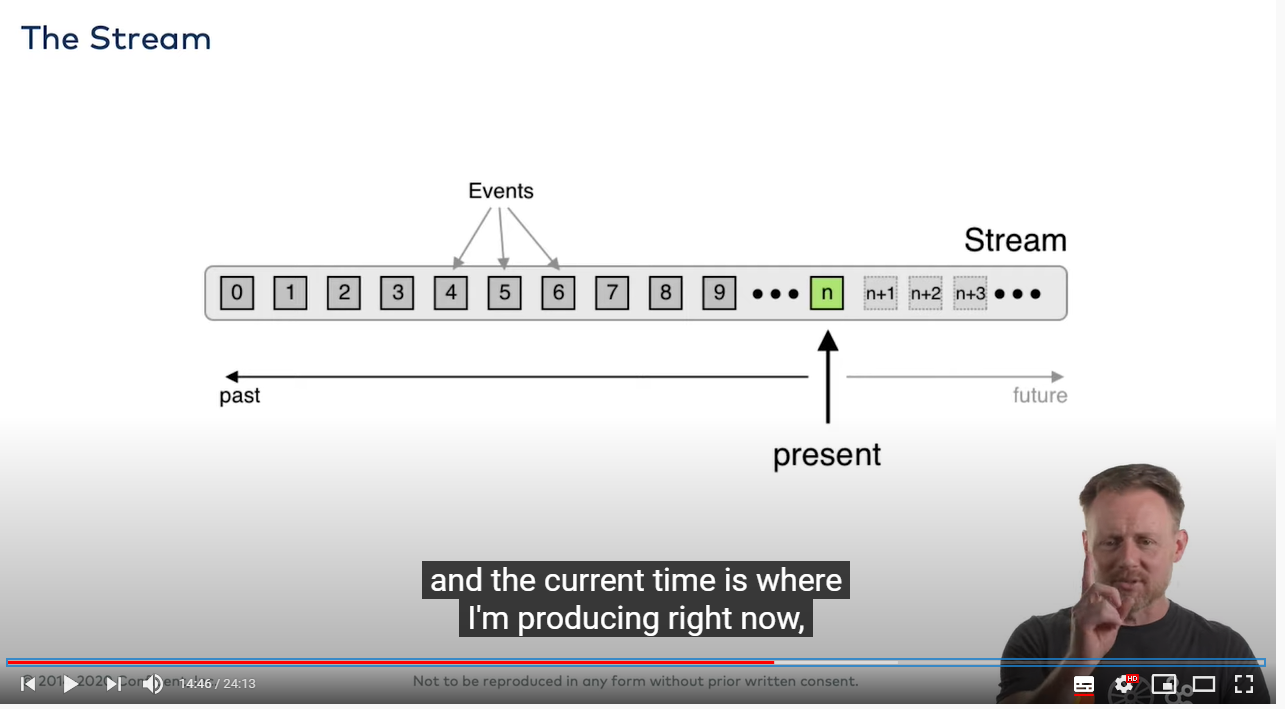 The Stream
Events
Stream
0 1 2 3 4 5 6 7 8 9 ••• n n+1 n+2 n+3 •••
past
future
present
and the current time is where
I'm producing right now,
Not to be reproduced in any form without prior written consent.
14:46 / 24:13
HD